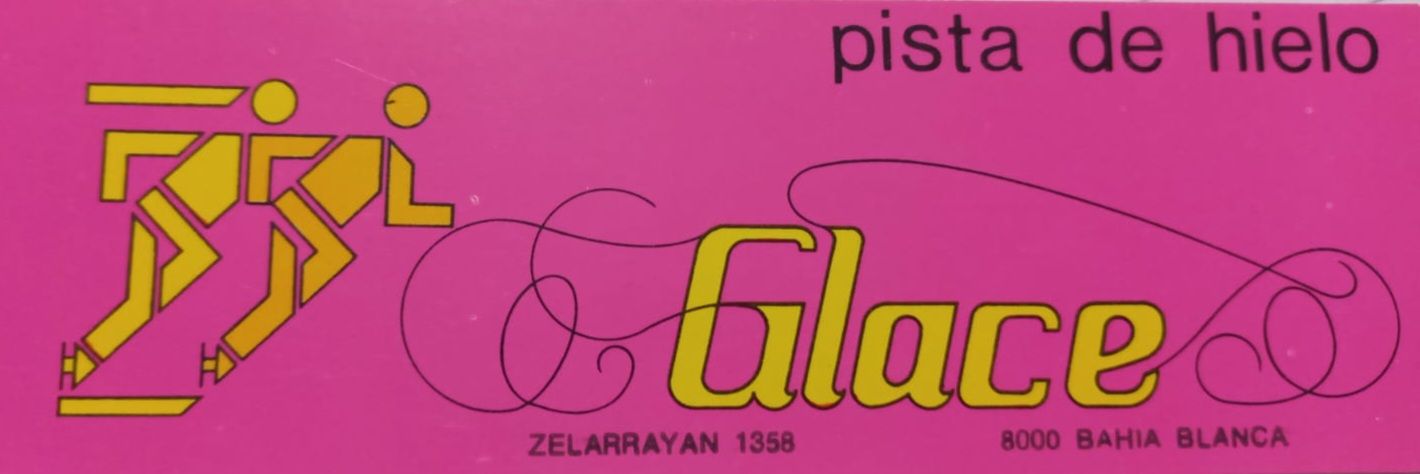 pista de hielo
Glace
ZELARRAYAN 1358 8000 BAHIA BLANCA